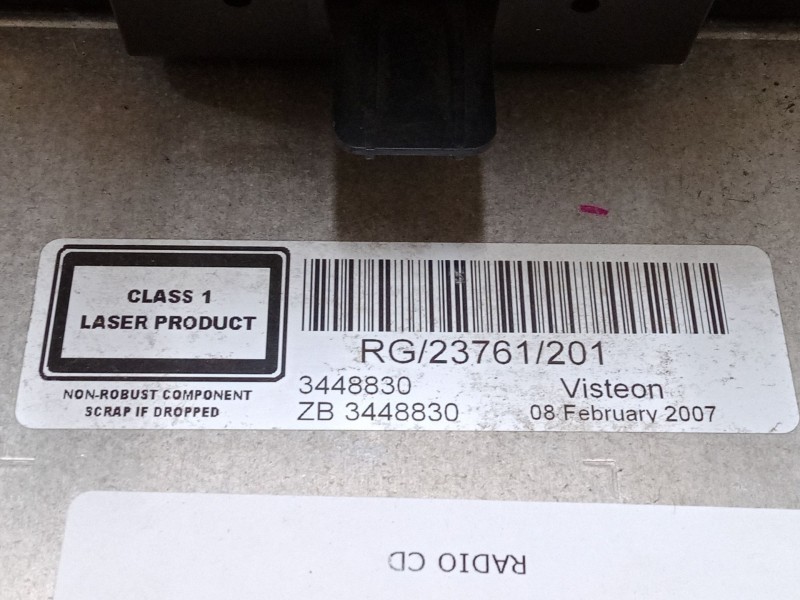 CLASS 1
LASER PRODUCT
NON-ROBUST COMPONENT
SCRAP IF DROPPED
RG/23761/201
3448830
Visteon
ZB 3448830
08 February 2007
RADIO CD